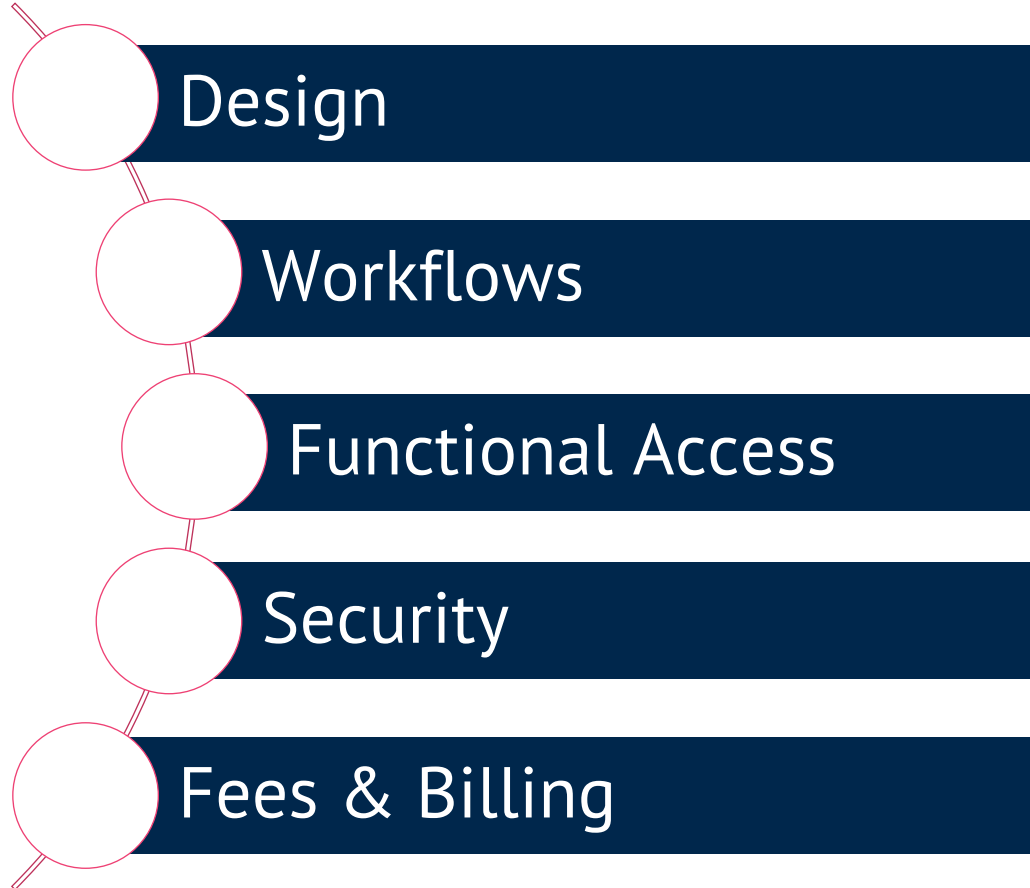 Design
Workflows
Functional Access
Security
Fees & Billing